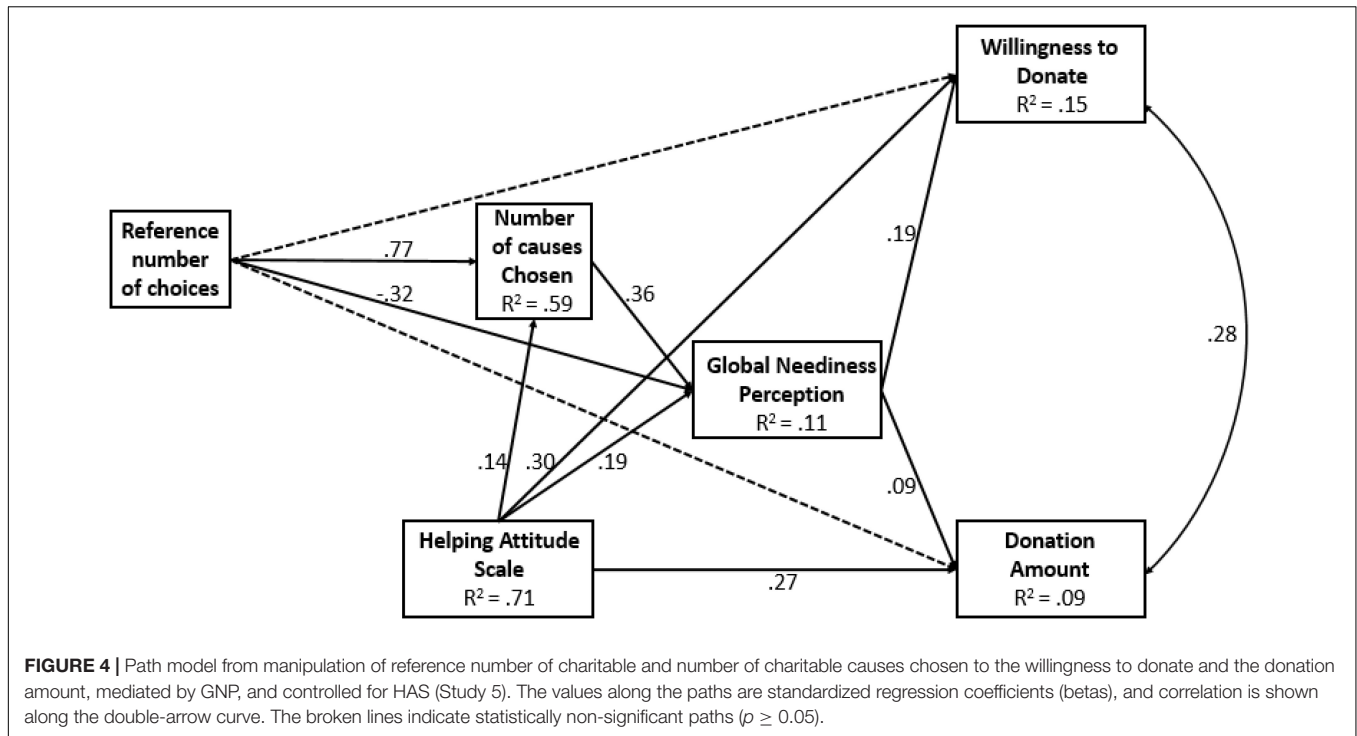 Willingness to
Donate
R² = .15
Reference
number
of choices
Number
of causes
Chosen
R² = .59
.77
-.32
.36
.19
.28
Global Neediness
Perception
R² = .11
.14
.30
.19
.09
Helping Attitude
Scale
R² = .71
.27
Donation
Amount
R² = .09
FIGURE 4 | Path model from manipulation of reference number of charitable and number of charitable causes chosen to the willingness to donate and the donation
amount, mediated by GNP, and controlled for HAS (Study 5). The values along the paths are standardized regression coefficients (betas), and correlation is shown
along the double-arrow curve. The broken lines indicate statistically non-significant paths (p ≥ 0.05).